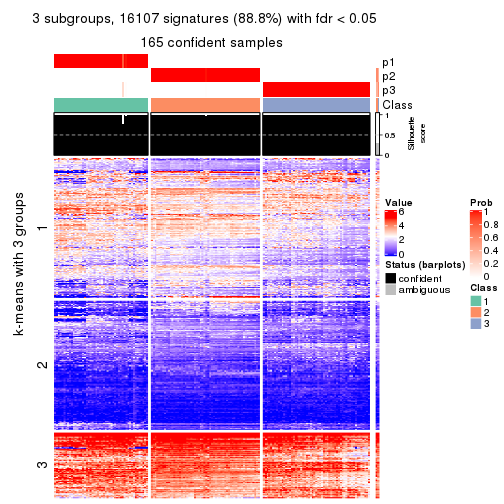 3 subgroups, 16107 signatures (88.8%) with fdr < 0.05
165 confident samples
p1
p2
p3
Class
1
0.5
0
Silhouette
score
k-means with 3 groups
1
2
3
Value
6
4
2
0
Status (barplots)
confident
ambiguous
Prob
1
0.8
0.6
0.4
0.2
0
Class
1
2
3